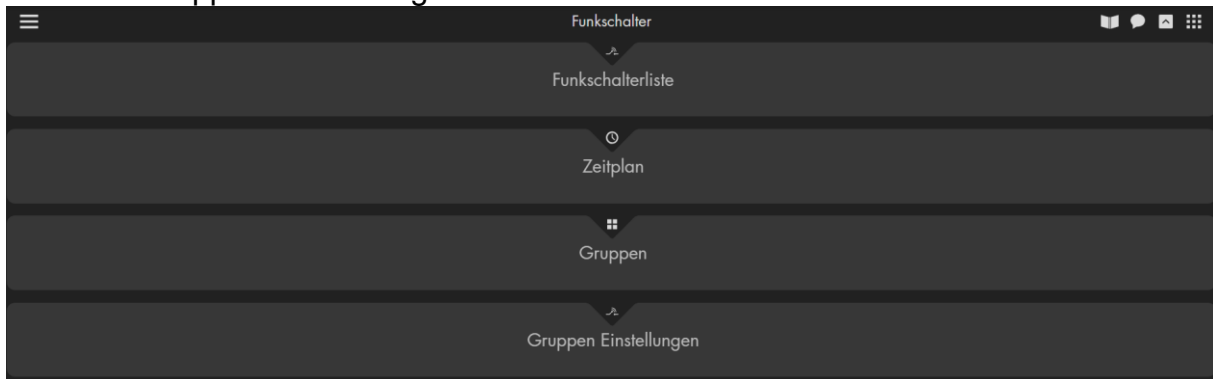 Funkschalter
Funkschalterliste
Zeitplan
Gruppen
Gruppen Einstellungen